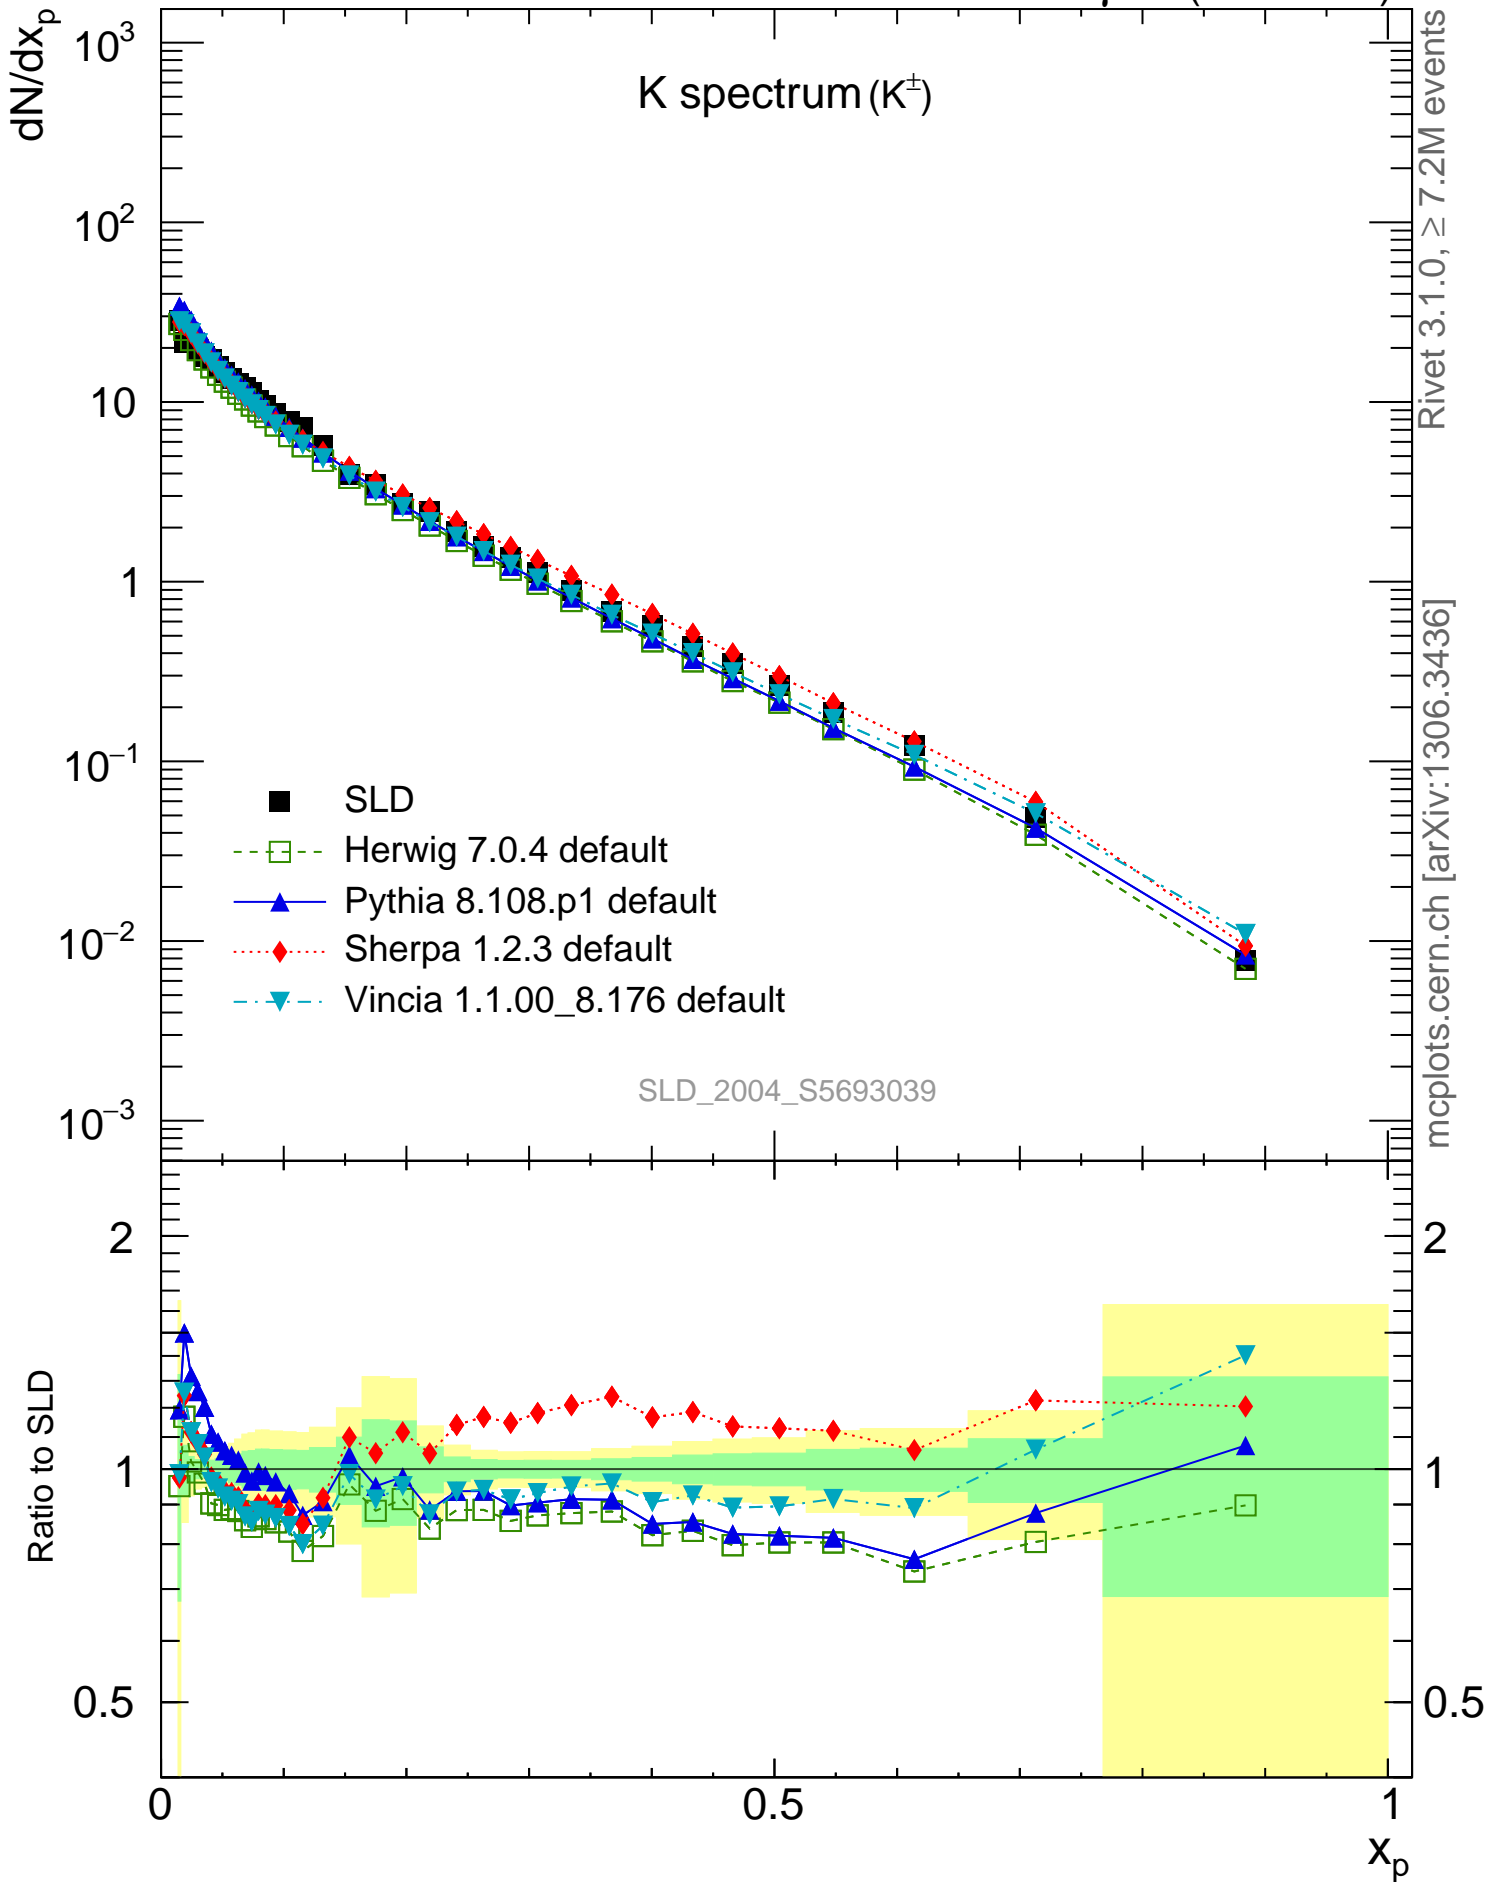 dN/dx_p
K spectrum (K^±)
10^3
10^2
10
1
10^−1
10^−2
10^−3
SLD
Herwig 7.0.4 default
Pythia 8.108.p1 default
Sherpa 1.2.3 default
Vincia 1.1.00_8.176 default
SLD_2004_S5693039
Rivet 3.1.0, ≥ 7.2M events
mcplots.cern.ch [arXiv:1306.3436]
Ratio to SLD
2
1
0.5
2
1
0.5
0
0.5
1
x_p